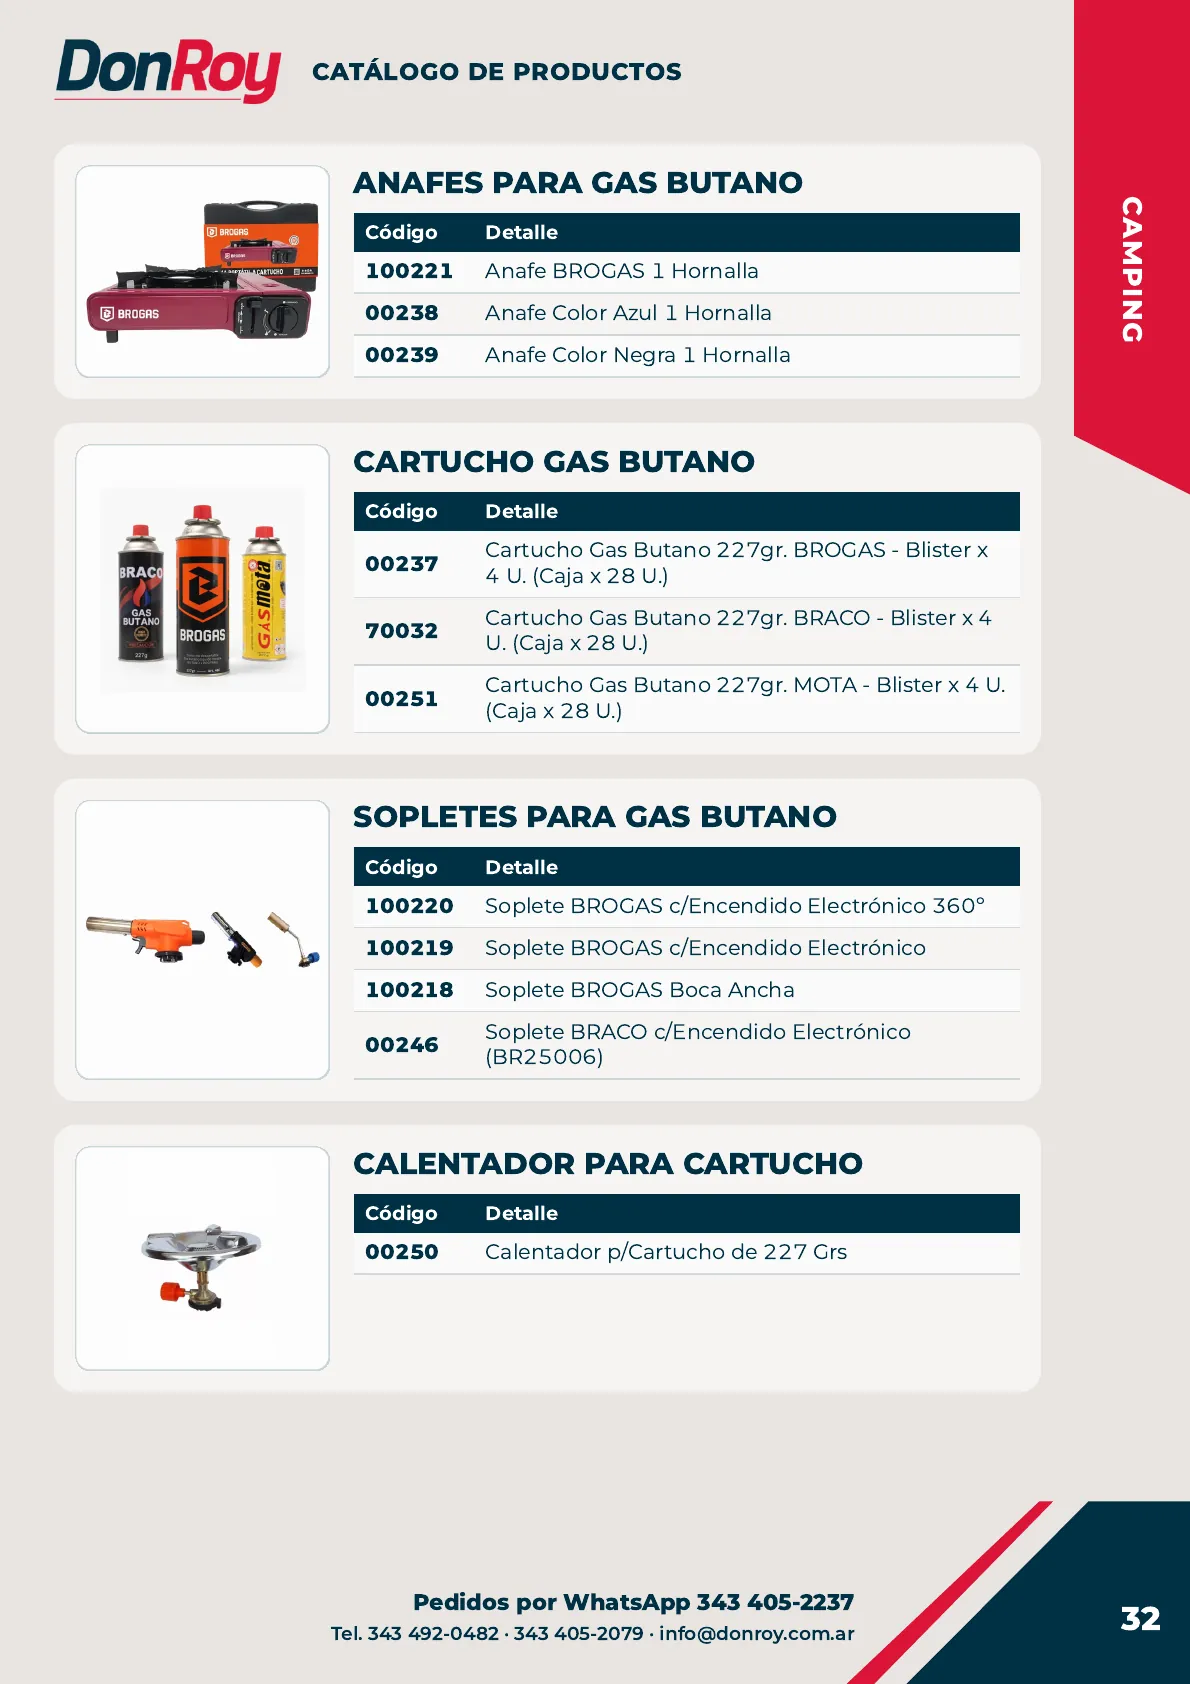 DonRoy
CATÁLOGO DE PRODUCTOS
CAMPING
ANAFES PARA GAS BUTANO
BROGAS
BROGAS
BROGAS
Código Detalle
100221 Anafe BROGAS 1 Hornalla
00238 Anafe Color Azul 1 Hornalla
00239 Anafe Color Negra 1 Hornalla
CARTUCHO GAS BUTANO
BRACO
GAS
BUTANO
227g
BROGAS
GAS mota
Código Detalle
00237 Cartucho Gas Butano 227gr. BROGAS - Blister x
4 U. (Caja x 28 U.)
70032 Cartucho Gas Butano 227gr. BRACO - Blister x 4
U. (Caja x 28 U.)
00251 Cartucho Gas Butano 227gr. MOTA - Blister x 4 U.
(Caja x 28 U.)
SOPLETES PARA GAS BUTANO
Código Detalle
100220 Soplete BROGAS c/Encendido Electrónico 360º
100219 Soplete BROGAS c/Encendido Electrónico
100218 Soplete BROGAS Boca Ancha
00246 Soplete BRACO c/Encendido Electrónico
(BR25006)
CALENTADOR PARA CARTUCHO
Código Detalle
00250 Calentador p/Cartucho de 227 Grs
Pedidos por WhatsApp 343 405-2237
Tel. 343 492-0482 · 343 405-2079 · info@donroy.com.ar
32